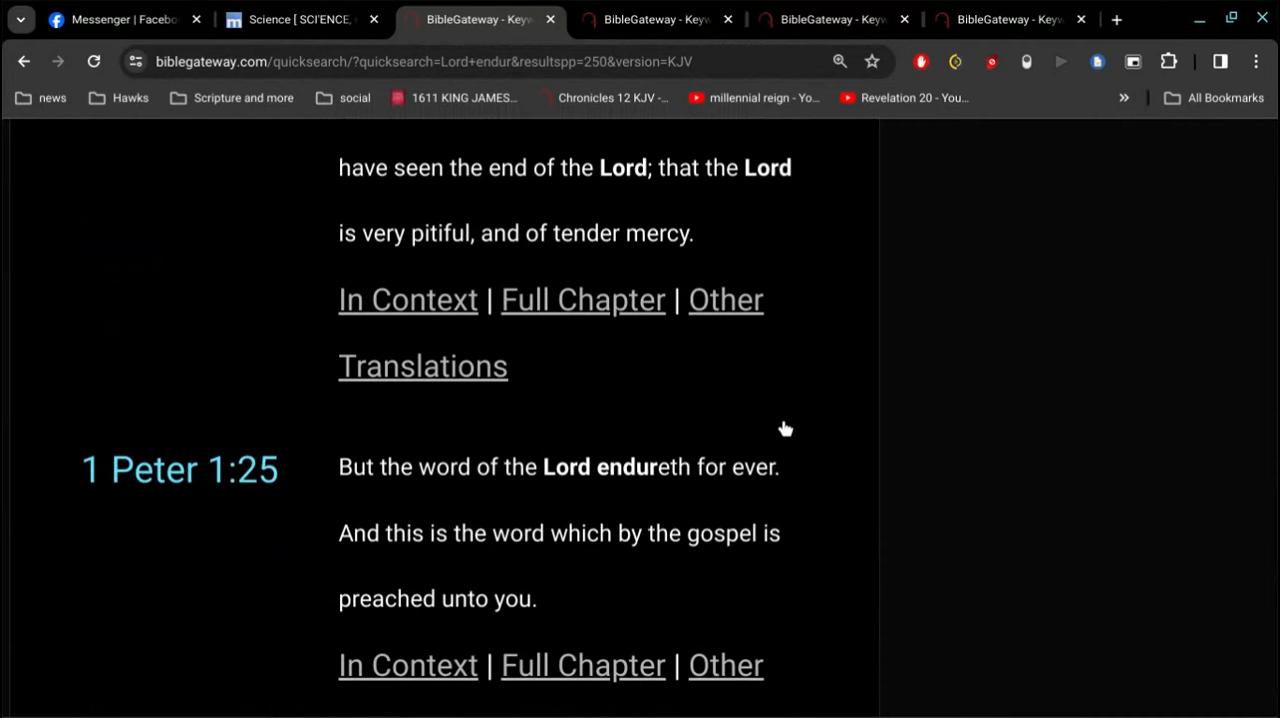 Messenger | Facebo
Science [ SCI'ENCE,
BibleGateway - Keyw
BibleGateway - Keyw
BibleGateway - Keyw
BibleGateway - Keyw
biblegateway.com/quicksearch/?quicksearch=Lord+endur&resultspp=250&version=KJV
news
Hawks
Scripture and more
social
1611 KING JAMES...
Chronicles 12 KJV -...
millennial reign - Yo...
Revelation 20 - You...
»
All Bookmarks
have seen the end of the Lord; that the Lord
is very pitiful, and of tender mercy.
In Context | Full Chapter | Other
Translations
1 Peter 1:25
But the word of the Lord endureth for ever.
And this is the word which by the gospel is
preached unto you.
In Context | Full Chapter | Other